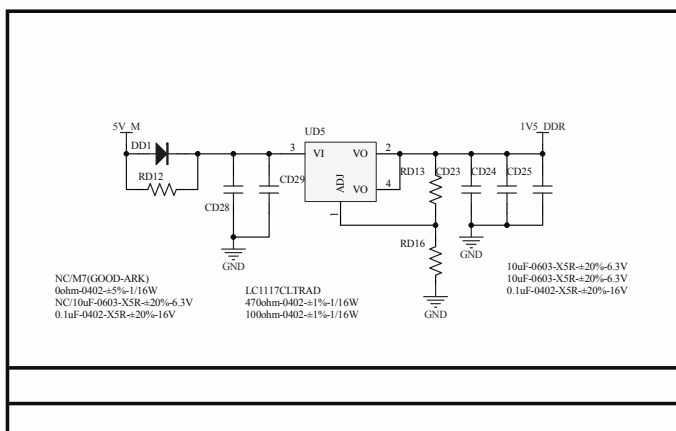 5V_M
UD5
1V5_DDR
DD1
3
VI
VO
2
RD12
ADJ
VO
4
RD13
CD23
CD24
CD25
CD29
CD28
1
RD16
GND
GND
GND
NC/M7(GOOD-ARK)
0ohm-0402-±5%-1/16W
NC/10uF-0603-X5R-±20%-6.3V
0.1uF-0402-X5R-±20%-16V
LC1117CLTRAD
470ohm-0402-±1%-1/16W
100ohm-0402-±1%-1/16W
10uF-0603-X5R-±20%-6.3V
10uF-0603-X5R-±20%-6.3V
0.1uF-0402-X5R-±20%-16V